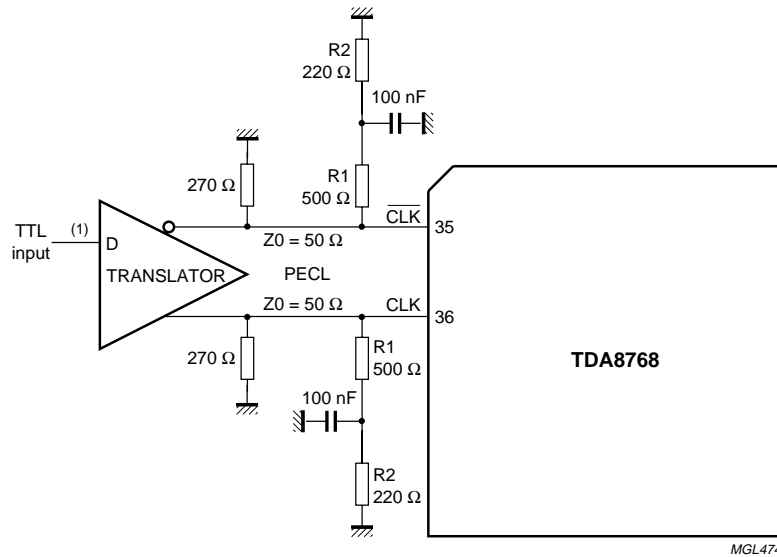 R2
220 Ω
100 nF
270 Ω
R1
500 Ω
CLK
35
TTL
input
(1)
D
Z0 = 50 Ω
TRANSLATOR
PECL
Z0 = 50 Ω
CLK
36
270 Ω
R1
500 Ω
TDA8768
100 nF
R2
220 Ω
MGL474